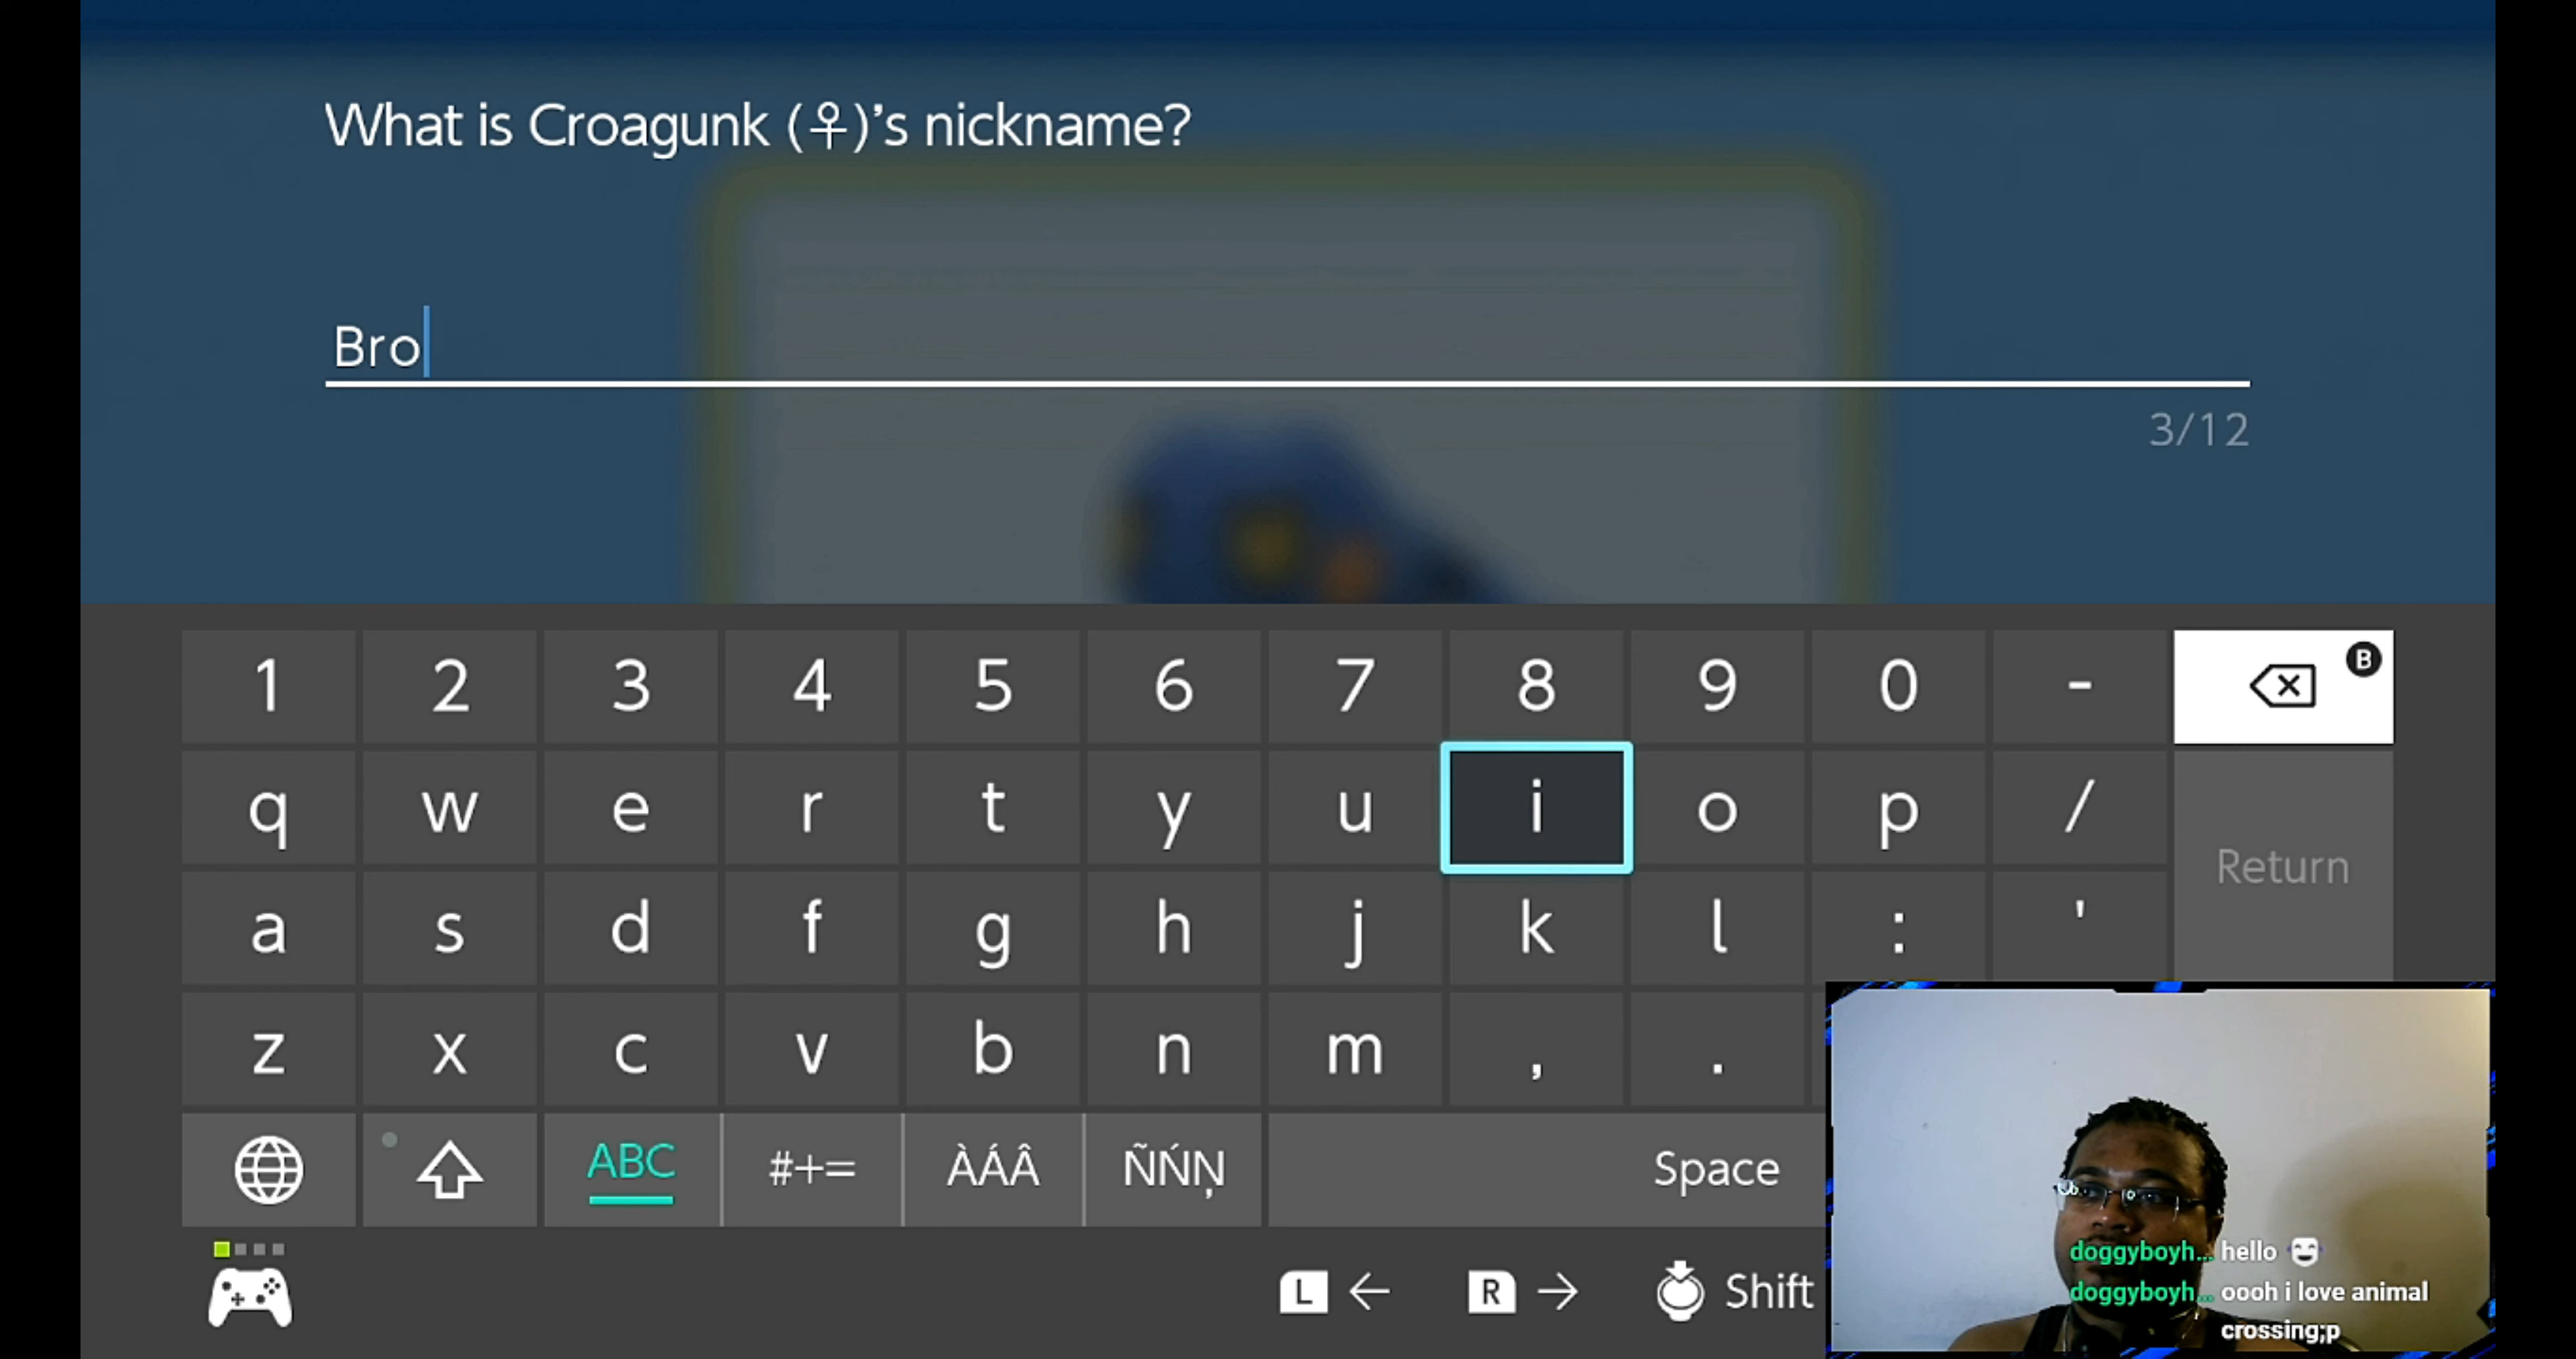 What is Croagunk (♀)'s nickname?
Bro
3/12
1 2 3 4 5 6 7 8 9 0 - B
q w e r t y u i o p /
Return
a s d f g h j k l : '
z x c v b n m , .
ABC #+= ÀÁÂ ÑŃŅ Space
L ← R → Shift
doggyboyh... hello
doggyboyh... oooh i love animal
crossing;p